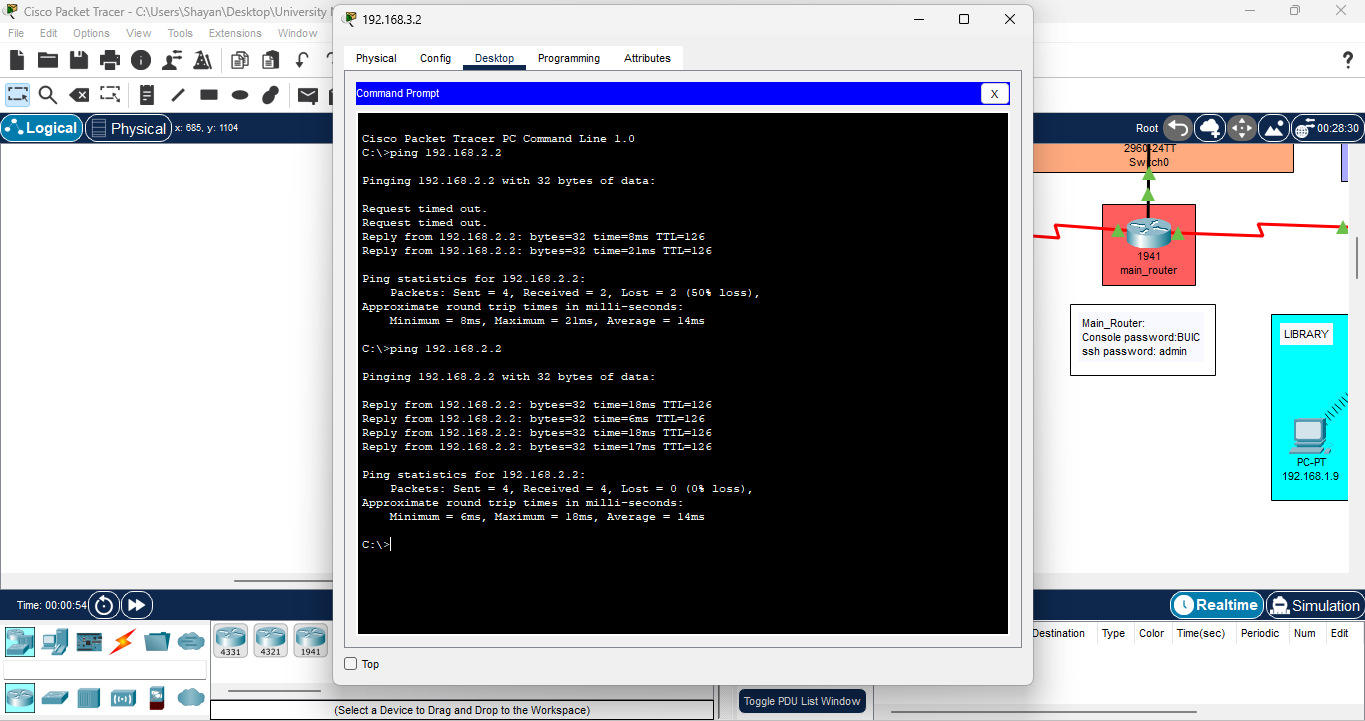 Cisco Packet Tracer - C:\Users\Shayan\Desktop\University
File Edit Options View Tools Extensions Window
192.168.3.2
Physical Config Desktop Programming Attributes
Command Prompt
X
Cisco Packet Tracer PC Command Line 1.0
C:\>ping 192.168.2.2
Pinging 192.168.2.2 with 32 bytes of data:
Request timed out.
Request timed out.
Reply from 192.168.2.2: bytes=32 time=8ms TTL=126
Reply from 192.168.2.2: bytes=32 time=21ms TTL=126
Ping statistics for 192.168.2.2:
Packets: Sent = 4, Received = 2, Lost = 2 (50% loss),
Approximate round trip times in milli-seconds:
Minimum = 8ms, Maximum = 21ms, Average = 14ms
C:\>ping 192.168.2.2
Pinging 192.168.2.2 with 32 bytes of data:
Reply from 192.168.2.2: bytes=32 time=18ms TTL=126
Reply from 192.168.2.2: bytes=32 time=6ms TTL=126
Reply from 192.168.2.2: bytes=32 time=18ms TTL=126
Reply from 192.168.2.2: bytes=32 time=17ms TTL=126
Ping statistics for 192.168.2.2:
Packets: Sent = 4, Received = 4, Lost = 0 (0% loss),
Approximate round trip times in milli-seconds:
Minimum = 6ms, Maximum = 18ms, Average = 14ms
C:\>
Top
Logical Physical x: 685, y: 1104
Root 00:28:30
2960-24TT
Switch0
1941
main_router
Main_Router:
Console password:BUIC
ssh password: admin
LIBRARY
PC-PT
192.168.1.9
Time: 00:00:54
Realtime Simulation
4331 4321 1941
Destination Type Color Time(sec) Periodic Num Edit
Toggle PDU List Window
(Select a Device to Drag and Drop to the Workspace)